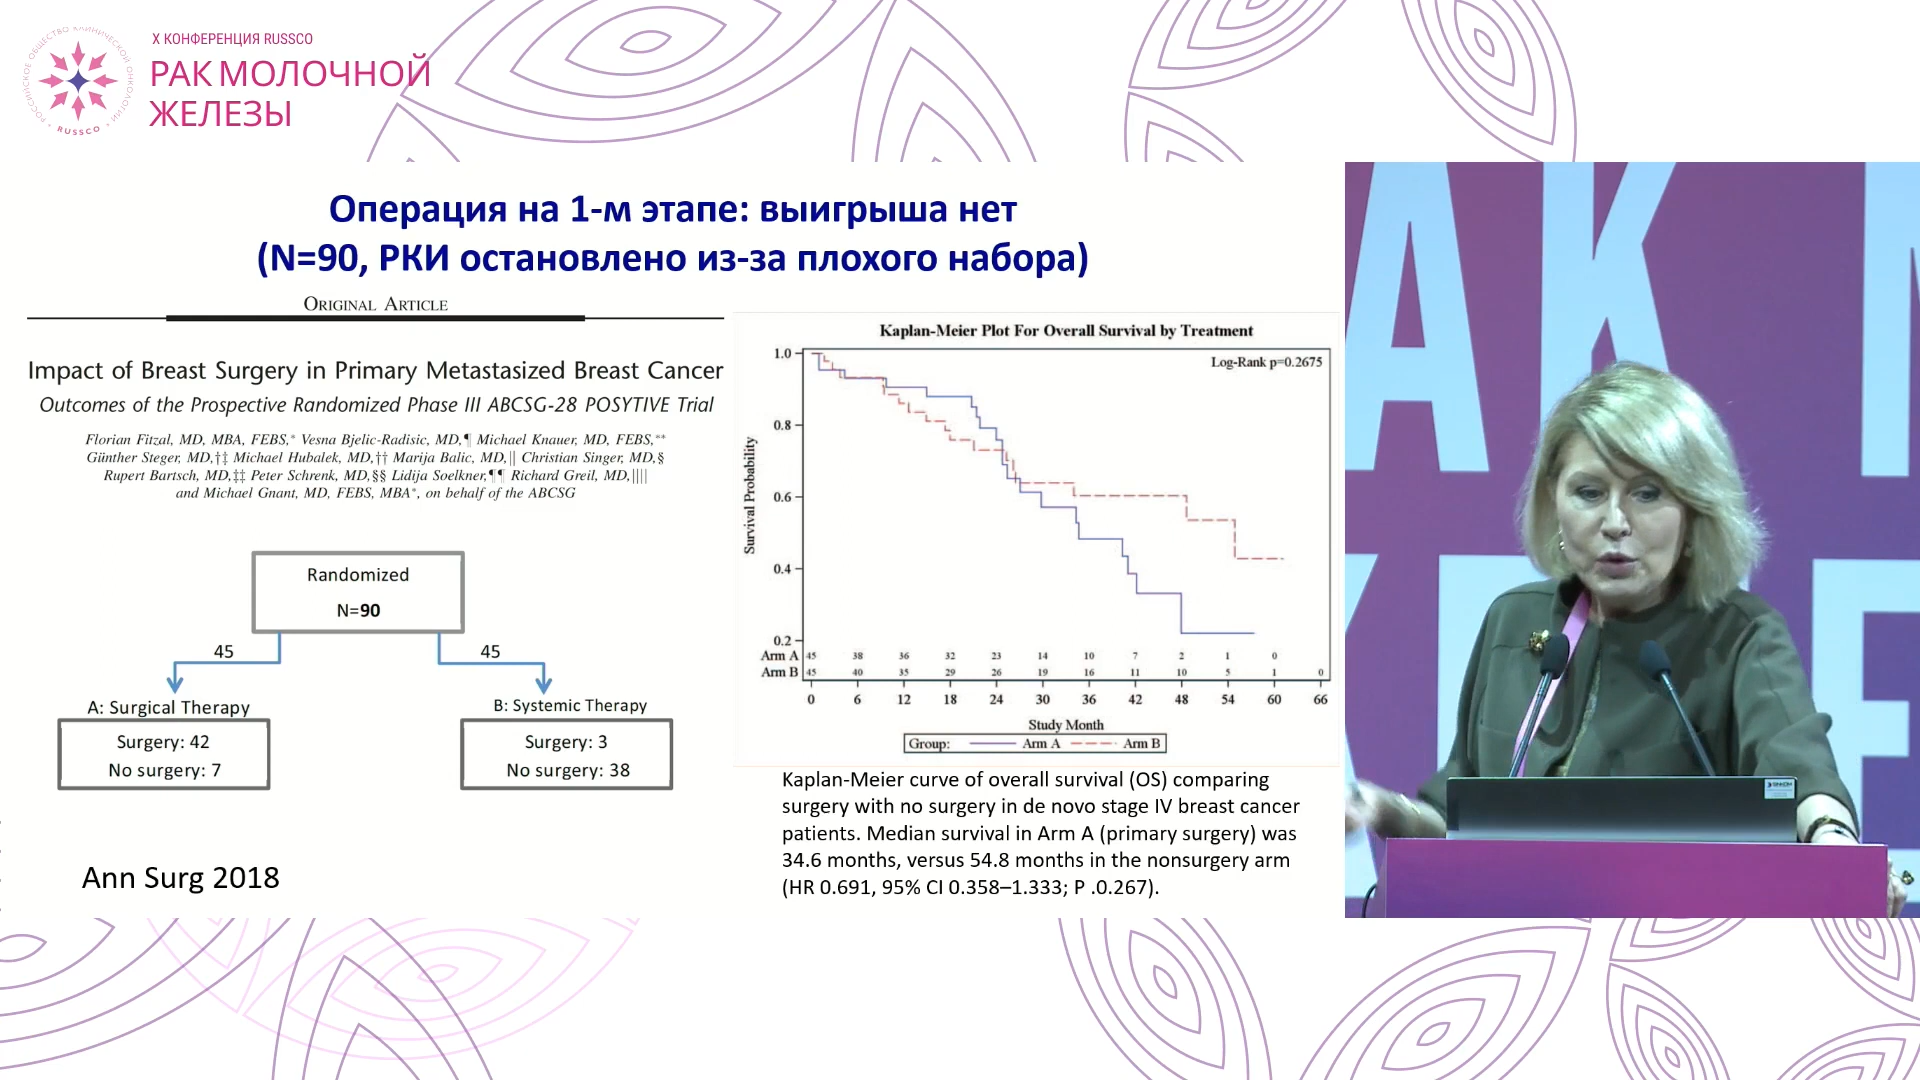 РОССИЙСКОЕ ОБЩЕСТВО КЛИНИЧЕСКОЙ ОНКОЛОГИИ
RUSSCO
X КОНФЕРЕНЦИЯ RUSSCO
РАК МОЛОЧНОЙ
ЖЕЛЕЗЫ
Операция на 1-м этапе: выигрыша нет
(N=90, РКИ остановлено из-за плохого набора)
ORIGINAL ARTICLE
Impact of Breast Surgery in Primary Metastasized Breast Cancer
Outcomes of the Prospective Randomized Phase III ABCSG-28 POSYTIVE Trial
Florian Fitzal, MD, MBA, FEBS,* Vesna Bjelic-Radisic, MD,¶ Michael Knauer, MD, FEBS,**
Günther Steger, MD,†‡ Michael Hubalek, MD,†† Marija Balic, MD,|| Christian Singer, MD,§
Rupert Bartsch, MD,‡‡ Peter Schrenk, MD,§§ Lidija Soelkner,¶¶ Richard Greil, MD,||||
and Michael Gnant, MD, FEBS, MBA*, on behalf of the ABCSG
Randomized
N=90
45
45
A: Surgical Therapy
B: Systemic Therapy
Surgery: 42
No surgery: 7
Surgery: 3
No surgery: 38
Ann Surg 2018
Kaplan-Meier Plot For Overall Survival by Treatment
Log-Rank p=0.2675
Survival Probability
1.0
0.8
0.6
0.4
0.2
Arm A 45 38 36 32 23 14 10 7 2 1 0
Arm B 45 40 35 29 26 19 16 11 10 5 1 0
0 6 12 18 24 30 36 42 48 54 60 66
Study Month
Group: Arm A Arm B
Kaplan-Meier curve of overall survival (OS) comparing
surgery with no surgery in de novo stage IV breast cancer
patients. Median survival in Arm A (primary surgery) was
34.6 months, versus 54.8 months in the nonsurgery arm
(HR 0.691, 95% CI 0.358–1.333; P .0.267).
АК